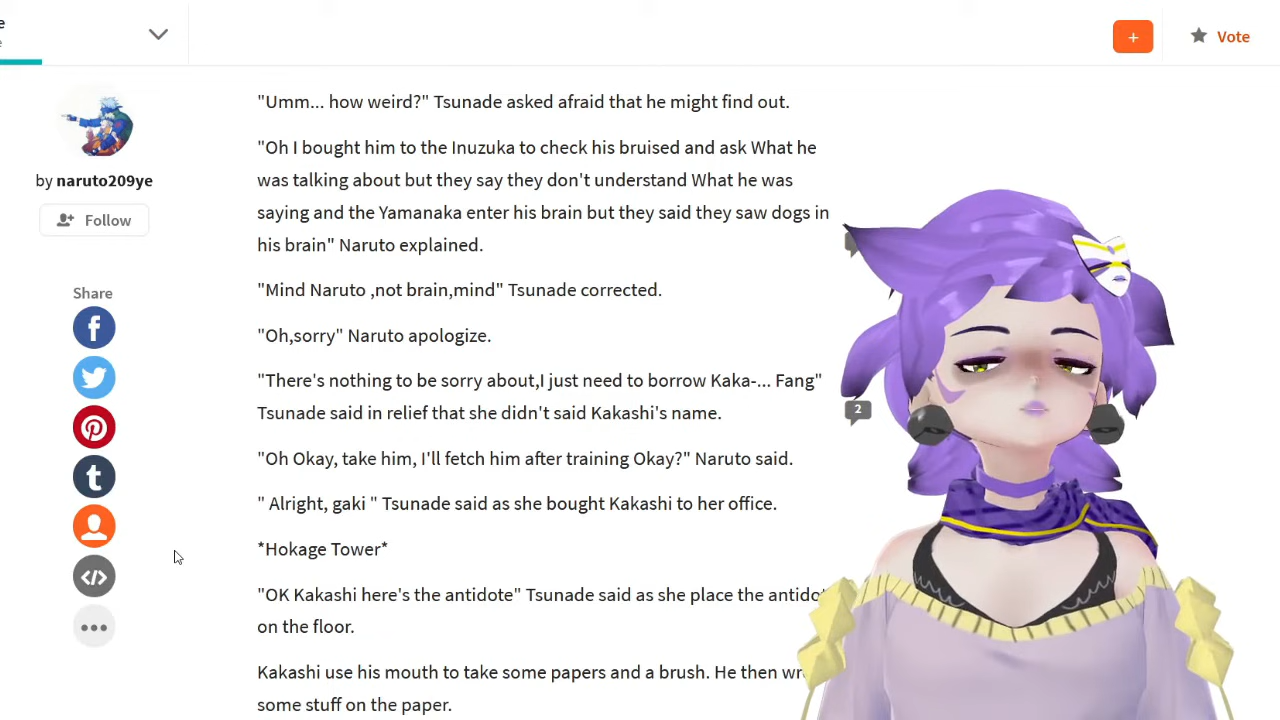 e
+
Vote
"Umm... how weird?" Tsunade asked afraid that he might find out.
by naruto209ye
Follow
"Oh I bought him to the Inuzuka to check his bruised and ask What he
was talking about but they say they don't understand What he was
saying and the Yamanaka enter his brain but they said they saw dogs in
his brain" Naruto explained.
Share
"Mind Naruto ,not brain,mind" Tsunade corrected.
"Oh,sorry" Naruto apologize.
"There's nothing to be sorry about,I just need to borrow Kaka-... Fang"
Tsunade said in relief that she didn't said Kakashi's name.
2
"Oh Okay, take him, I'll fetch him after training Okay?" Naruto said.
" Alright, gaki " Tsunade said as she bought Kakashi to her office.
*Hokage Tower*
"OK Kakashi here's the antidote" Tsunade said as she place the
on the floor.
Kakashi use his mouth to take some papers and a brush. He then
some stuff on the paper.